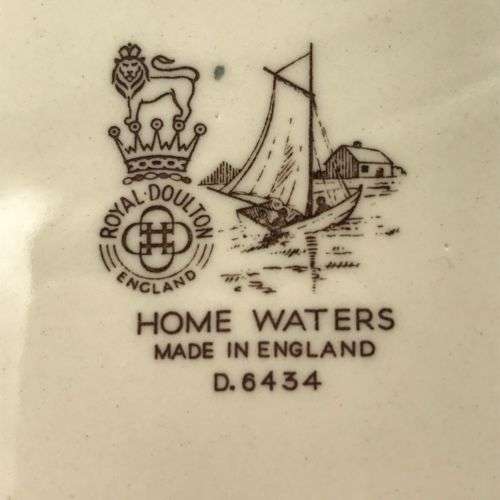 ROYAL·DOULTON
ENGLAND
HOME WATERS
MADE IN ENGLAND
D.6434